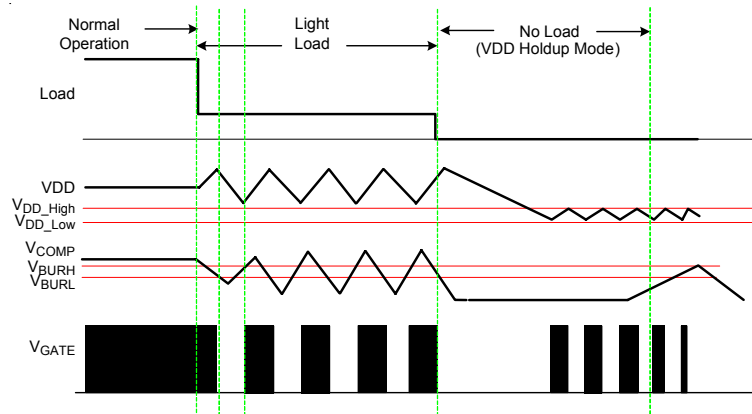 Normal
Operation
Light
Load
No Load
(VDD Holdup Mode)
Load
VDD
VDD_High
VDD_Low
VCOMP
VBURH
VBURL
VGATE